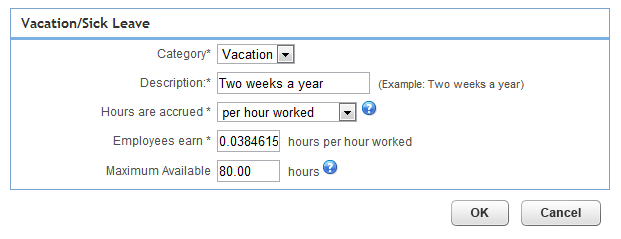 Vacation/Sick Leave
Category* Vacation
Description:* Two weeks a year (Example: Two weeks a year)
Hours are accrued * per hour worked ?
Employees earn * 0.0384615 hours per hour worked
Maximum Available 80.00 hours ?
OK Cancel